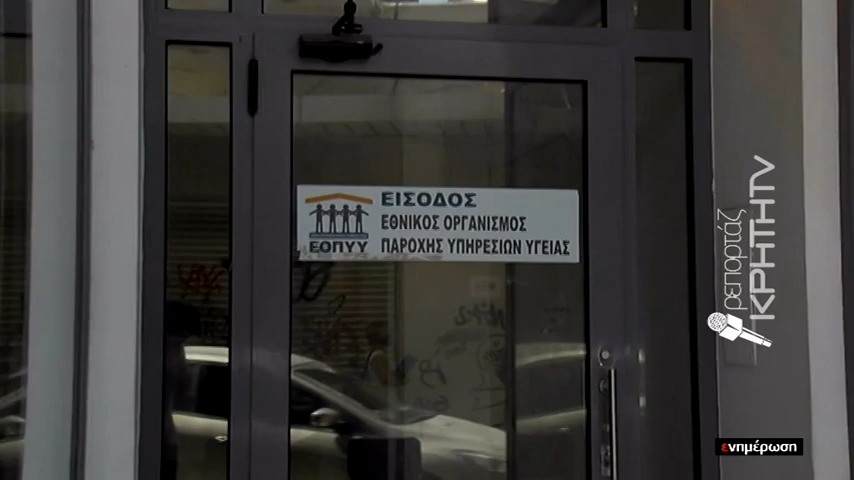 ΕΙΣΟΔΟΣ
ΕΘΝΙΚΟΣ ΟΡΓΑΝΙΣΜΟΣ
ΠΑΡΟΧΗΣ ΥΠΗΡΕΣΙΩΝ ΥΓΕΙΑΣ
ΕΟΠΥΥ
ρεπορτάζ
ΚΡΗΤΗTV
ενημέρωση